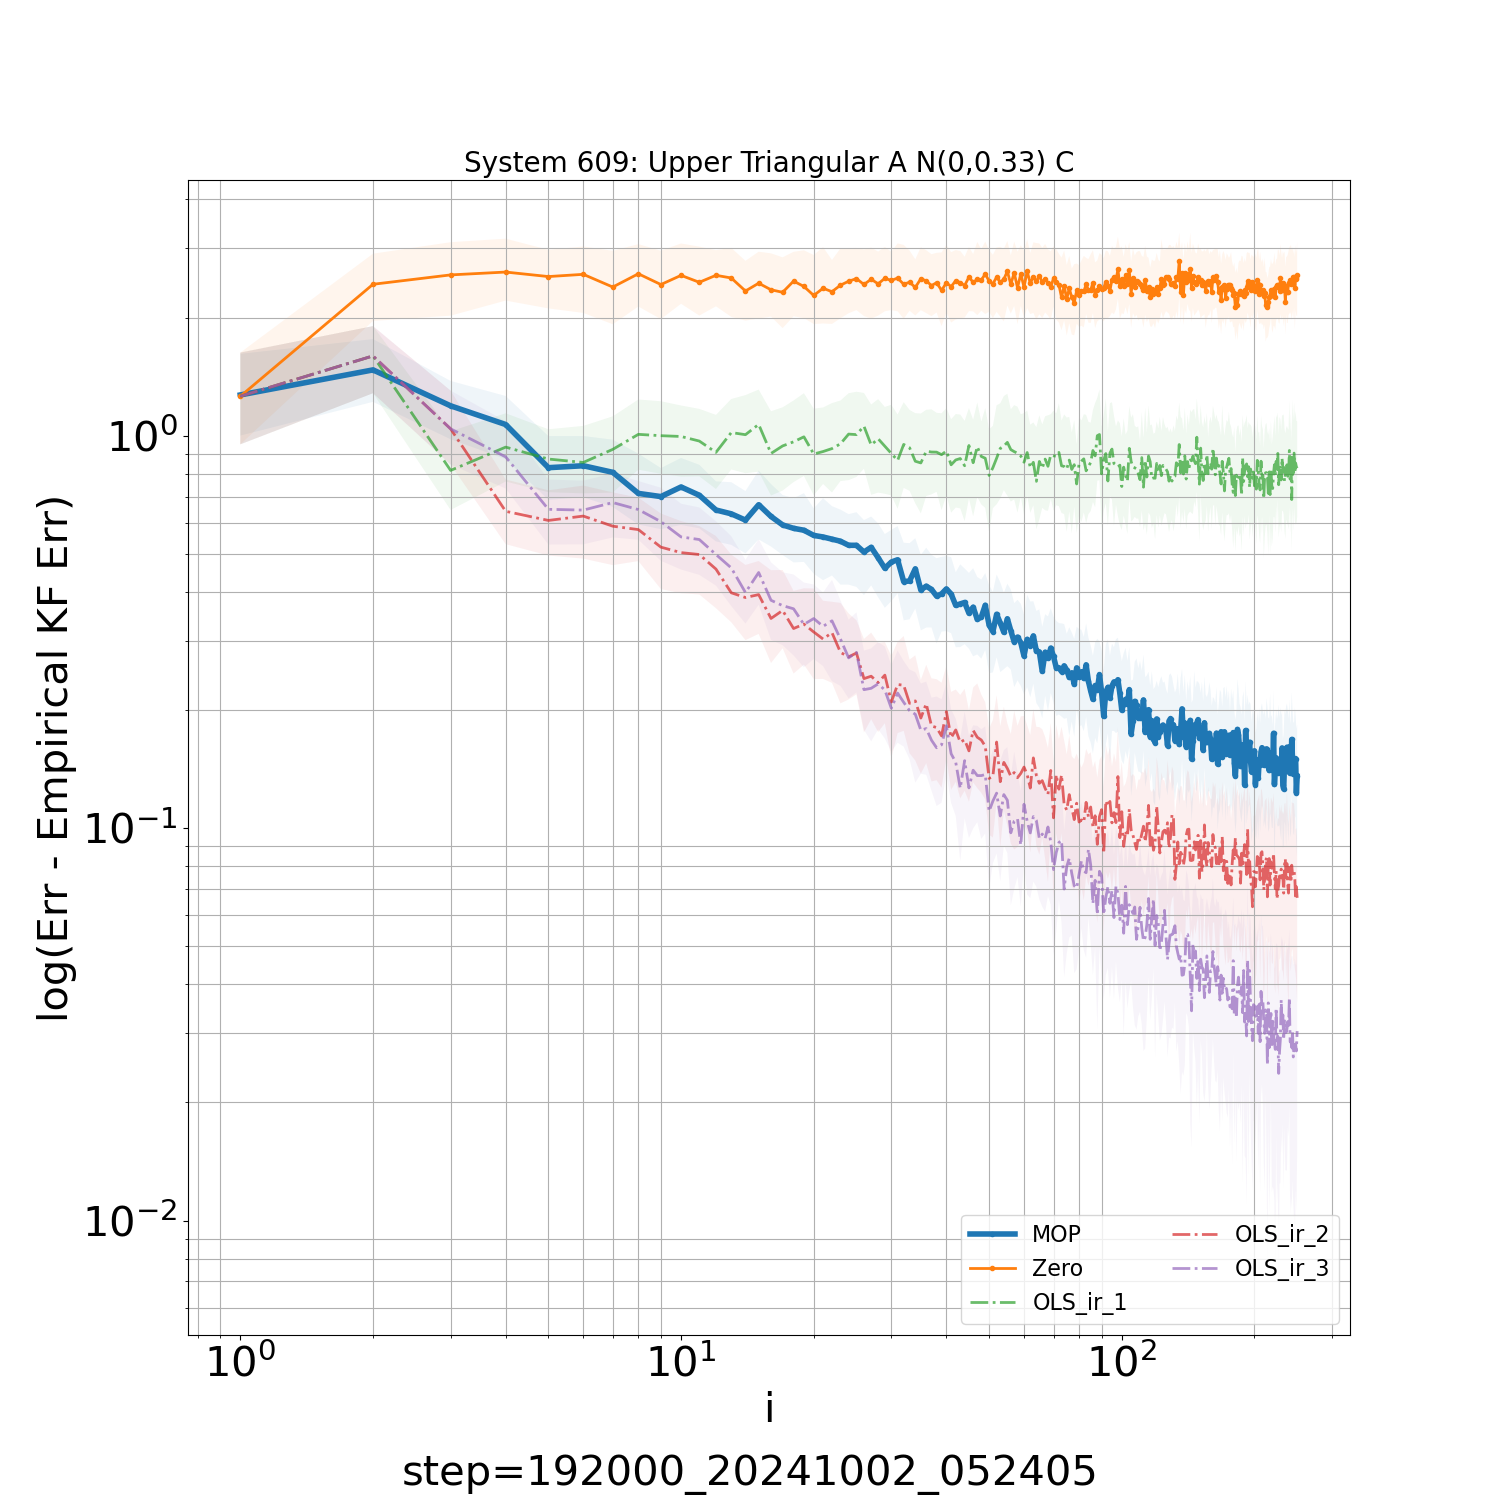 System 609: Upper Triangular A N(0,0.33) C
log(Err - Empirical KF Err)
10⁰
10⁻¹
10⁻²
10⁰ 10¹ 10²
i
step=192000_20241002_052405
MOP
Zero
OLS_ir_1
OLS_ir_2
OLS_ir_3